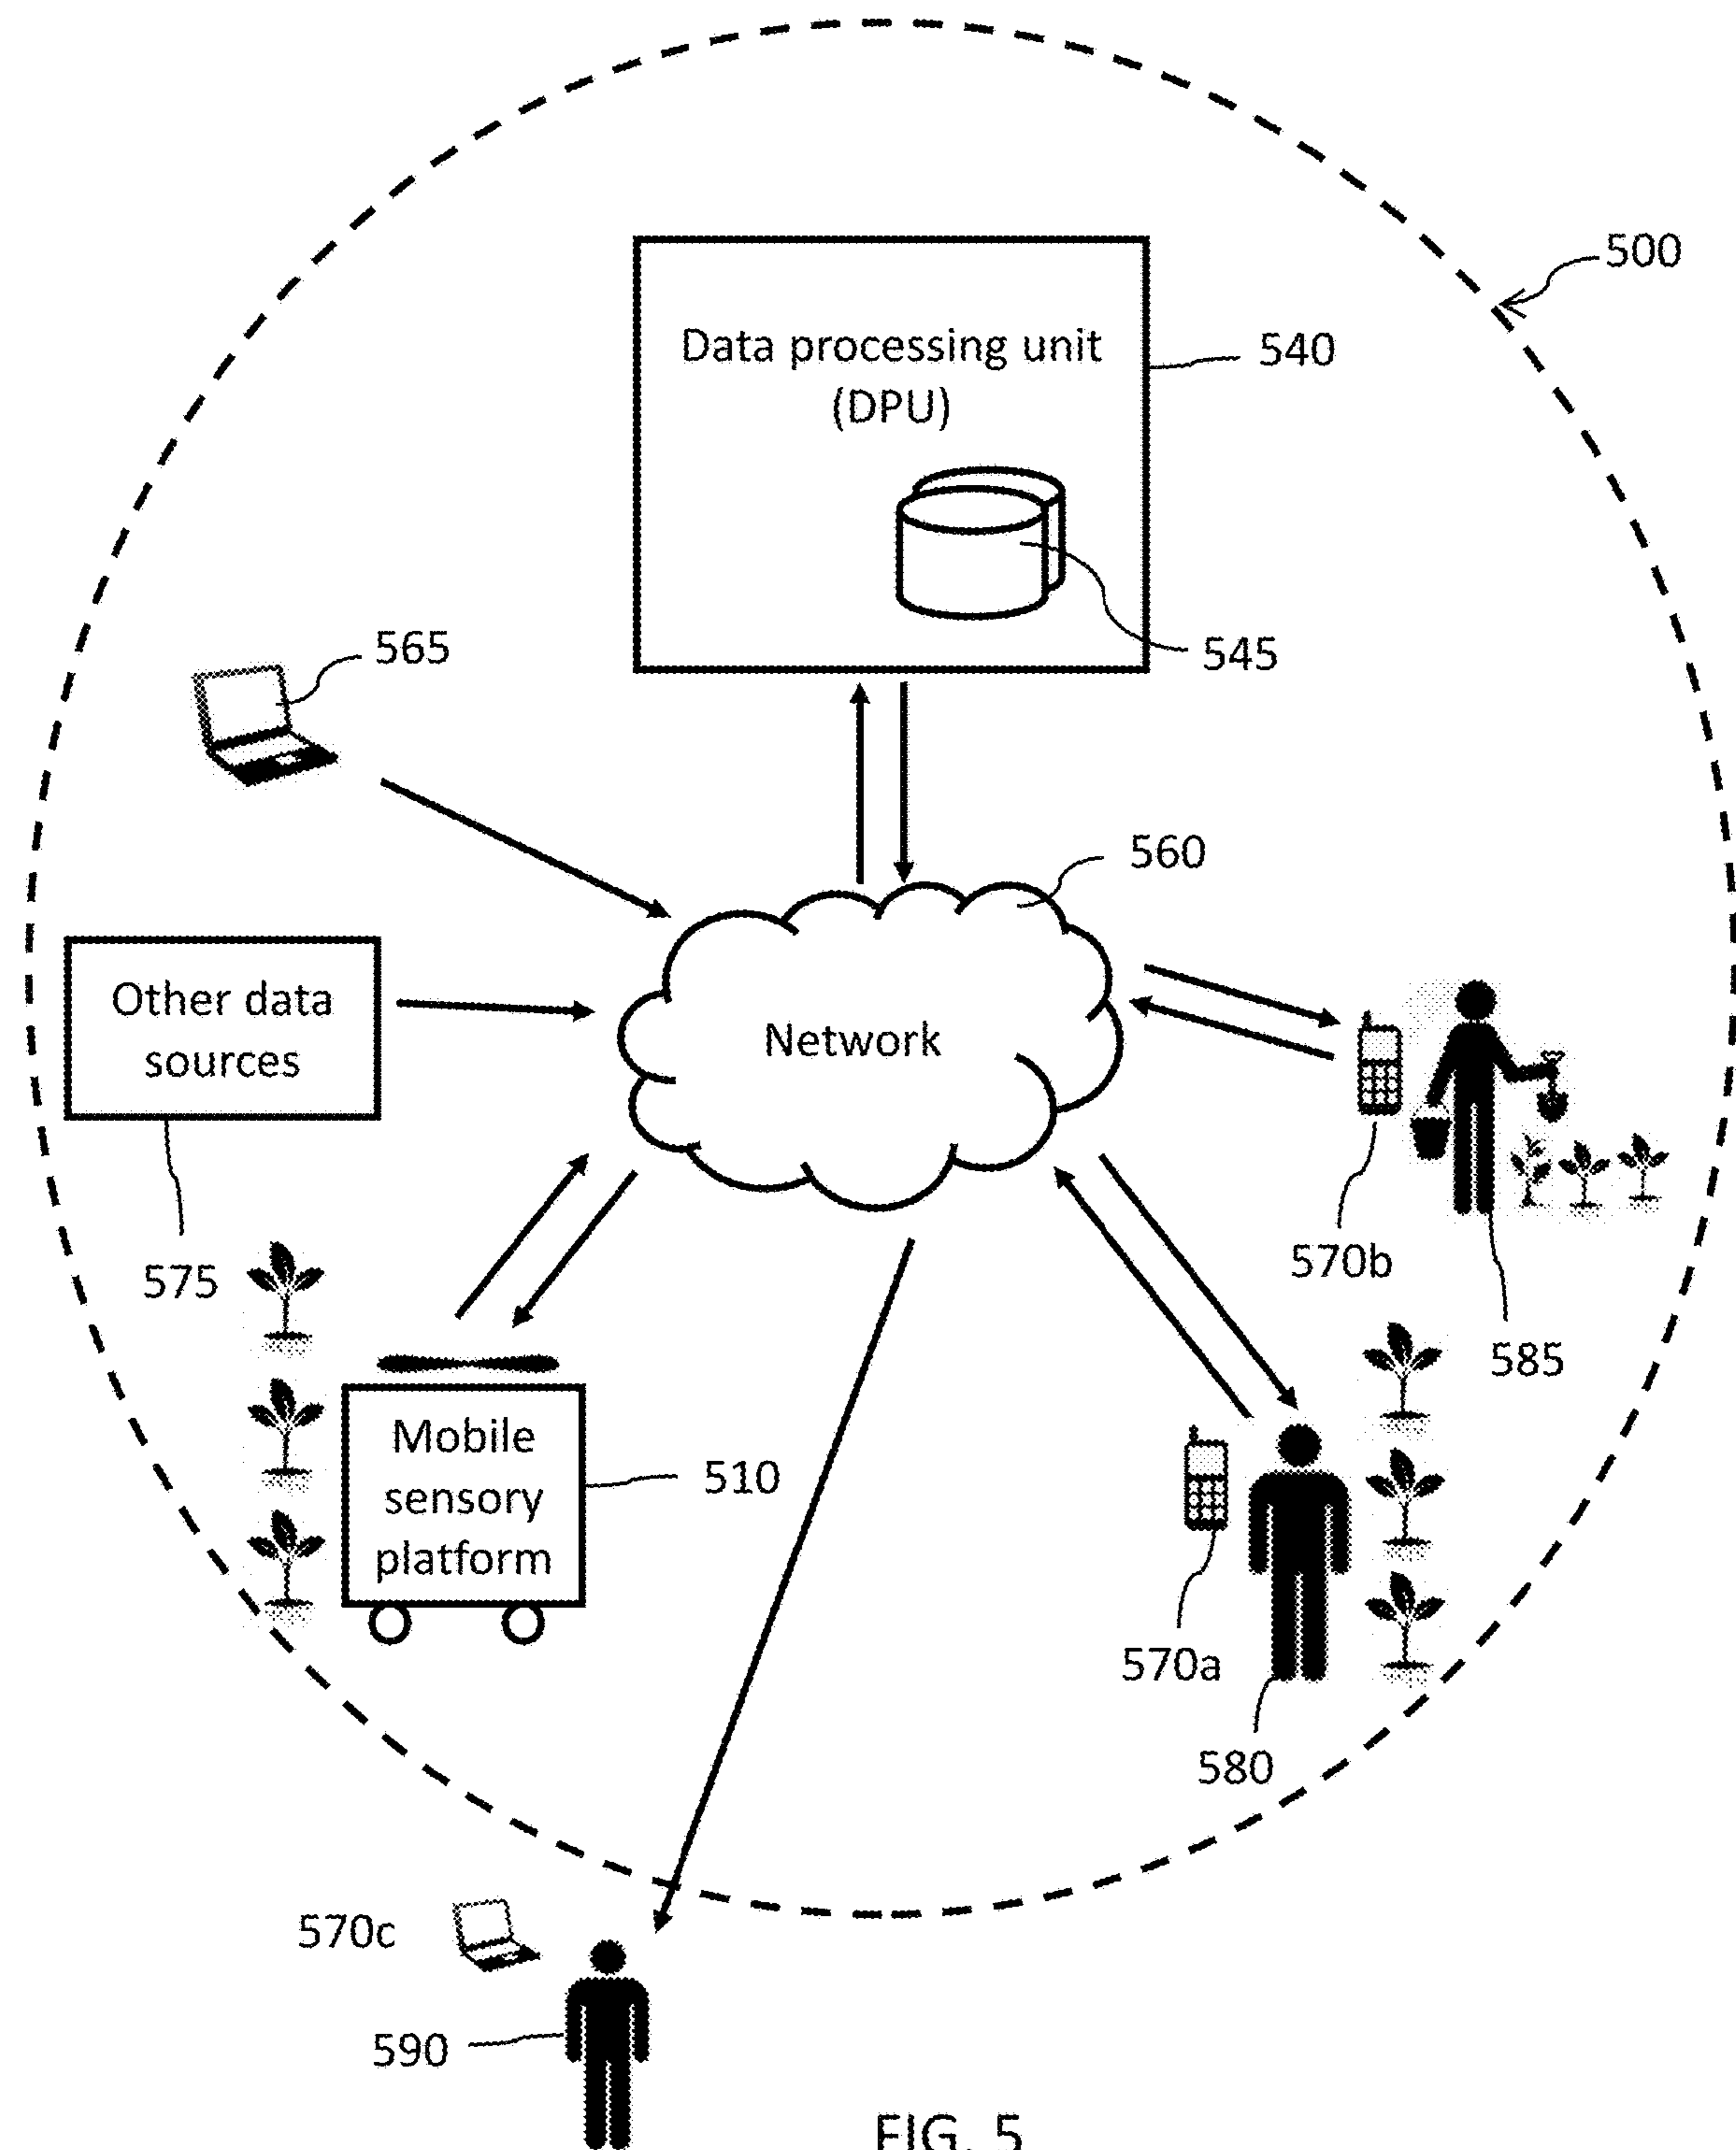 500
Data processing unit
(DPU)
540
545
565
560
Other data
sources
Network
575
570b
585
Mobile
sensory
platform
510
570a
580
570c
590
FIG. 5